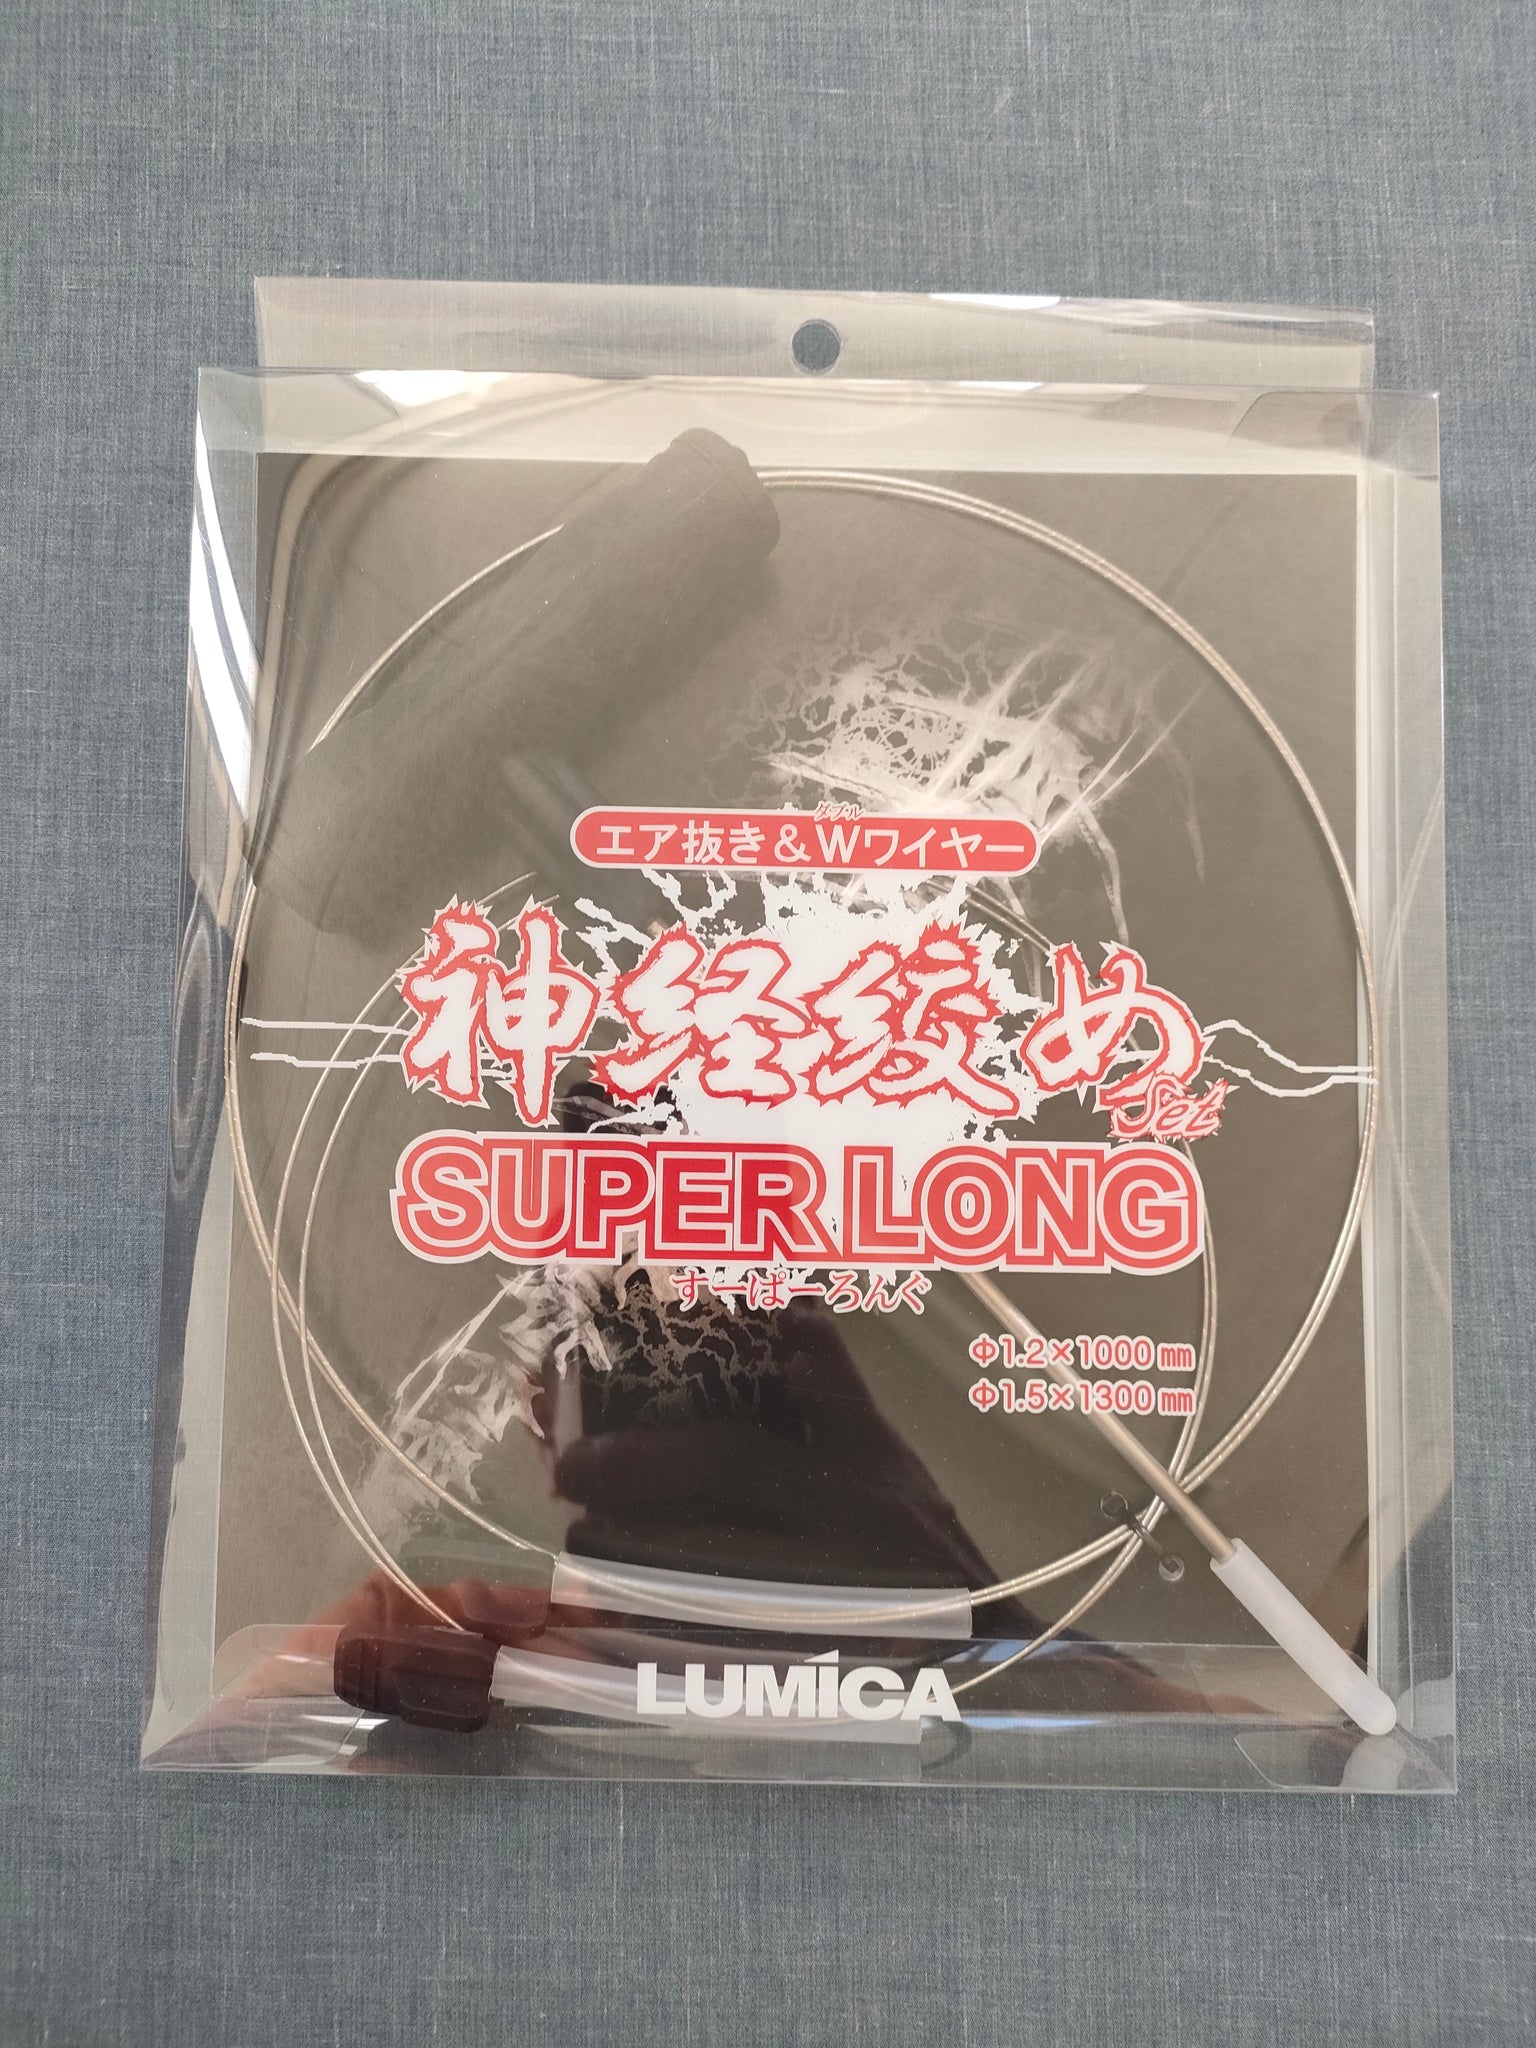 ダブル
エア抜き&Wワイヤー
神経絞め
Set
SUPER LONG
すーぱーろんぐ
Φ1.2×1000㎜
Φ1.5×1300㎜
LUMICA